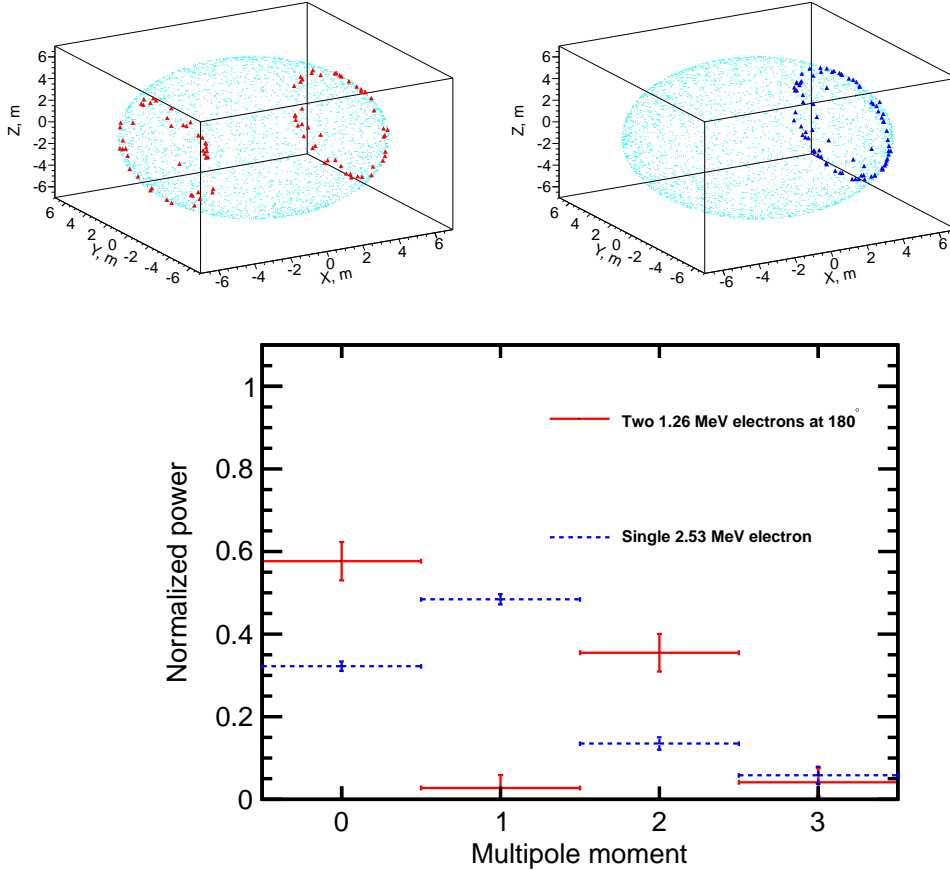 Z, m
6
4
2
0
-2
-4
-6
6
4
2
0
-2
-4
-6
Y, m
-6 -4 -2 0 2 4 6
X, m
Z, m
6
4
2
0
-2
-4
-6
6
4
2
0
-2
-4
-6
Y, m
-6 -4 -2 0 2 4 6
X, m
Normalized power
1
0.8
0.6
0.4
0.2
0
Two 1.26 MeV electrons at 180°
Single 2.53 MeV electron
0 1 2 3
Multipole moment